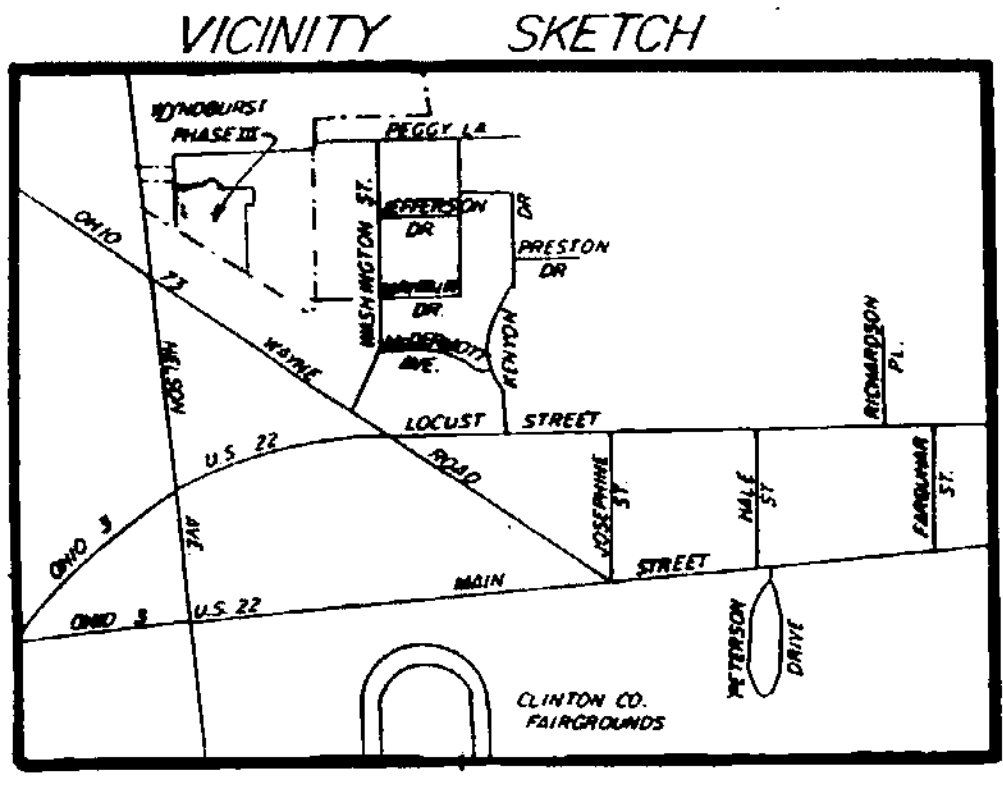 VICINITY SKETCH
WYNDBURST
PHASE III
PEGGY LA
WASHINGTON ST.
JEFFERSON
DR
DR
PRESTON
DR
OHIO
73
DR.
McDERMOTT
AVE.
KENYON
WAYNE
NELSON
RICHARDSON
PL.
LOCUST STREET
U.S. 22
ROAD
JOSEPHINE
ST.
HALE
ST
FARQUHAR
ST.
OHIO 3
AVE
STREET
MAIN
OHIO 3
U.S. 22
PETERSON
DRIVE
CLINTON CO.
FAIRGROUNDS